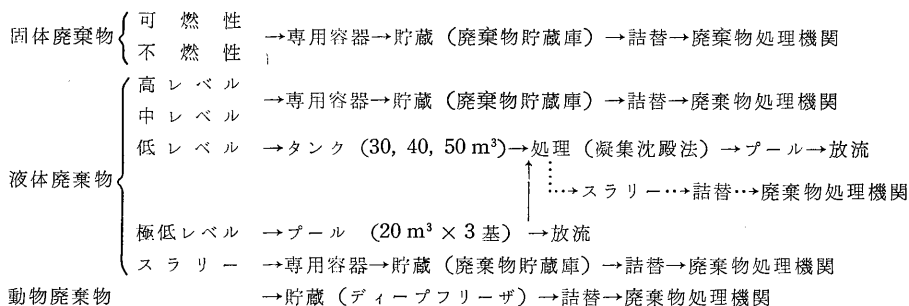 可燃性
固体廃棄物 →専用容器→貯蔵（廃棄物貯蔵庫）→詰替→廃棄物処理機関
不燃性
高レベル
→専用容器→貯蔵（廃棄物貯蔵庫）→詰替→廃棄物処理機関
中レベル
低レベル →タンク (30, 40, 50 m³)→処理（凝集沈殿法）→プール→放流
液体廃棄物 →スラリー→詰替→廃棄物処理機関
極低レベル →プール (20 m³ × 3 基) →放流
スラリー →専用容器→貯蔵（廃棄物貯蔵庫）→詰替→廃棄物処理機関
動物廃棄物 →貯蔵（ディープフリーザ）→詰替→廃棄物処理機関